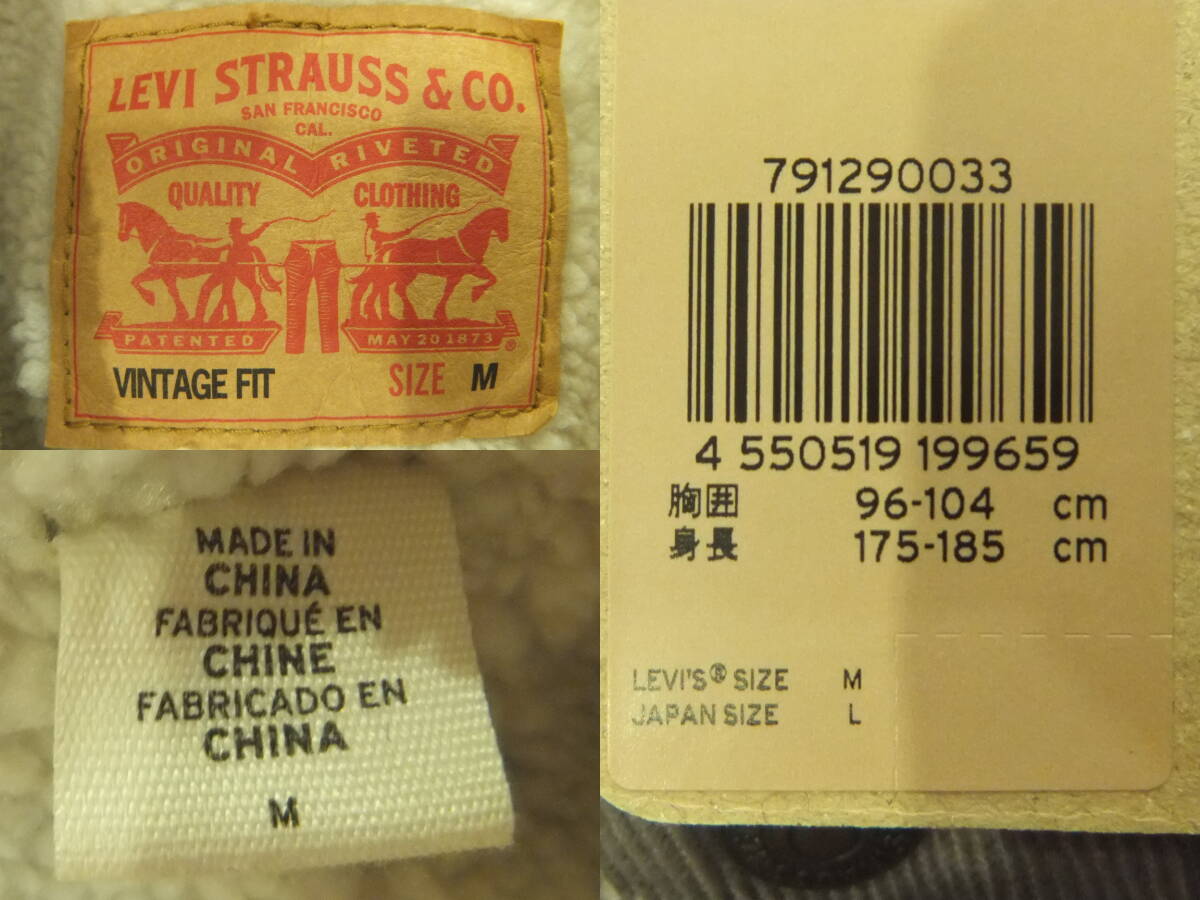 LEVI STRAUSS & CO.
SAN FRANCISCO
CAL.
ORIGINAL RIVETED
QUALITY CLOTHING
PATENTED MAY 20 1873 ®
VINTAGE FIT SIZE M
MADE IN
CHINA
FABRIQUÉ EN
CHINE
FABRICADO EN
CHINA
M
791290033
4 550519 199659
胸囲 96-104 cm
身長 175-185 cm
LEVI'S® SIZE M
JAPAN SIZE L